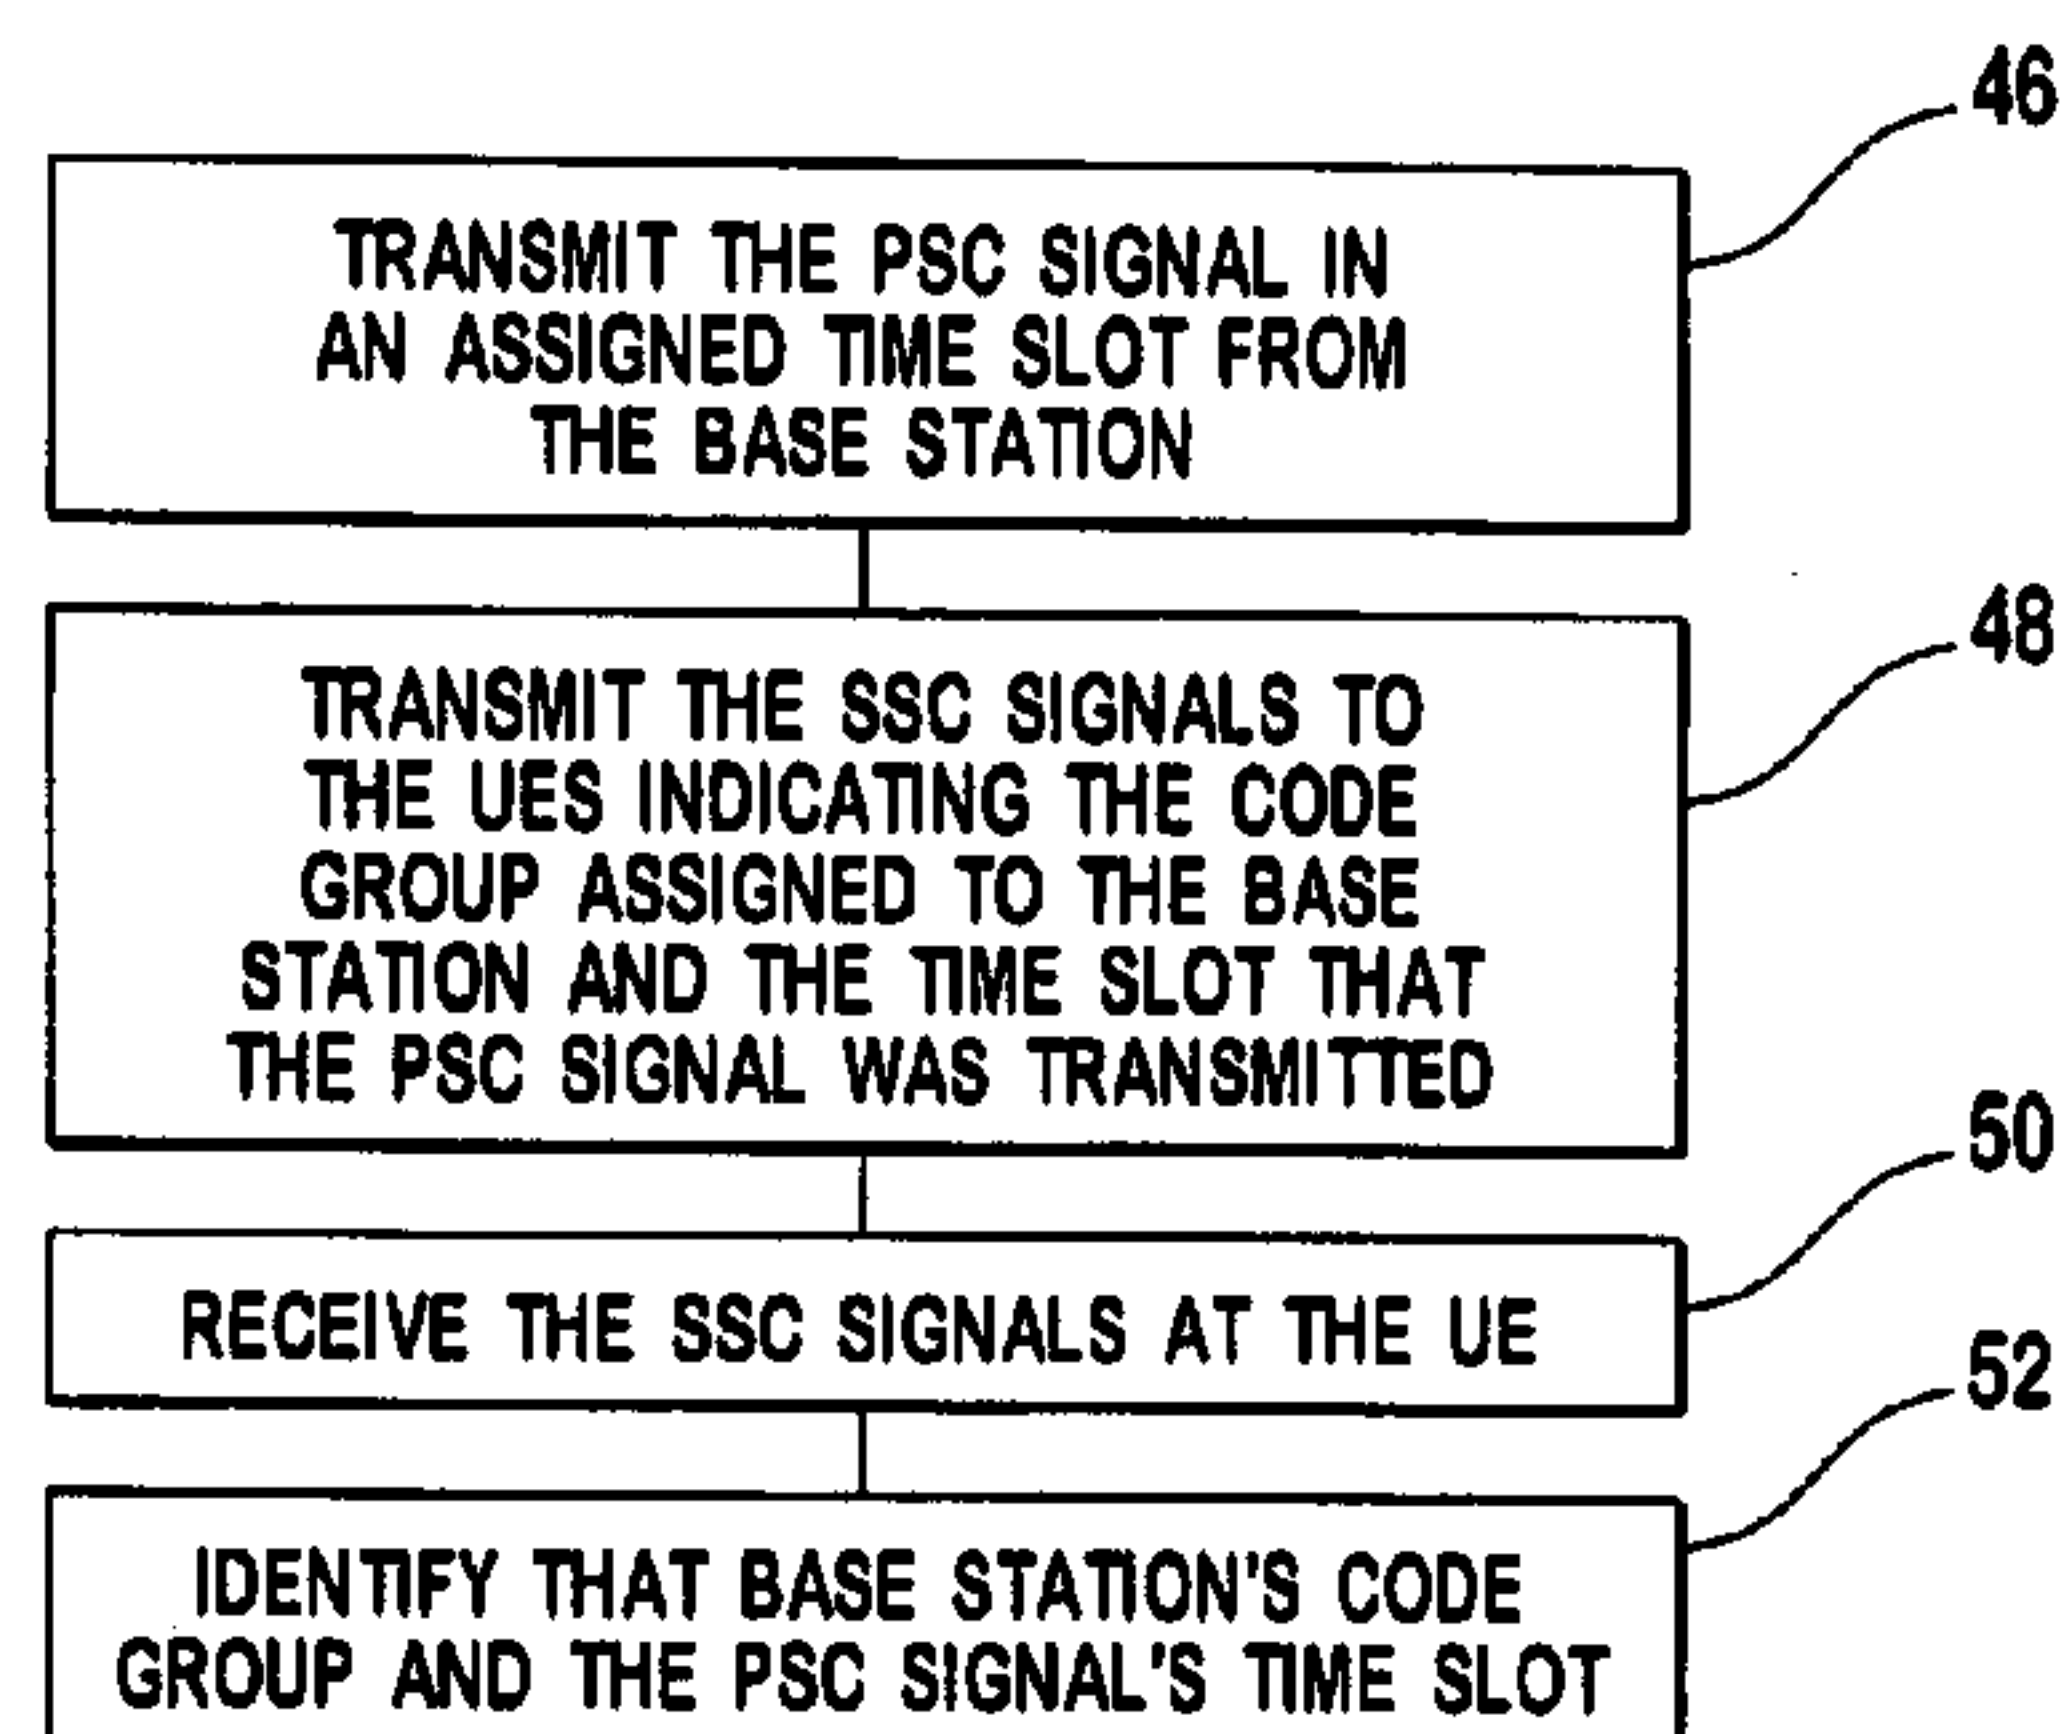 46
TRANSMIT THE PSC SIGNAL IN
AN ASSIGNED TIME SLOT FROM
THE BASE STATION
48
TRANSMIT THE SSC SIGNALS TO
THE UES INDICATING THE CODE
GROUP ASSIGNED TO THE BASE
STATION AND THE TIME SLOT THAT
THE PSC SIGNAL WAS TRANSMITTED
50
RECEIVE THE SSC SIGNALS AT THE UE
52
IDENTIFY THAT BASE STATION'S CODE
GROUP AND THE PSC SIGNAL'S TIME SLOT